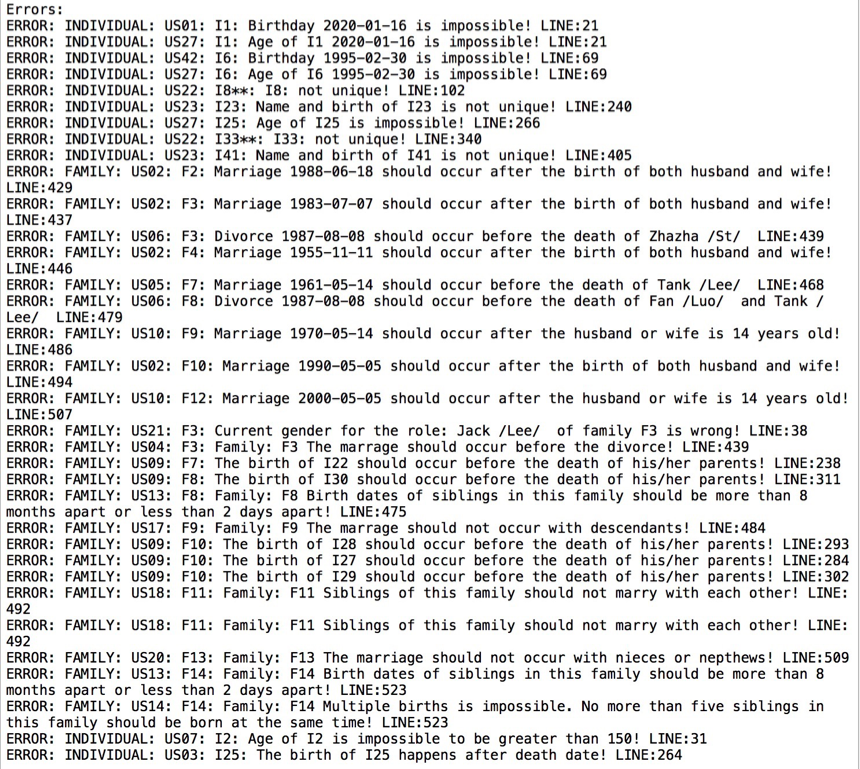 Errors:
ERROR: INDIVIDUAL: US01: I1: Birthday 2020-01-16 is impossible! LINE:21
ERROR: INDIVIDUAL: US27: I1: Age of I1 2020-01-16 is impossible! LINE:21
ERROR: INDIVIDUAL: US42: I6: Birthday 1995-02-30 is impossible! LINE:69
ERROR: INDIVIDUAL: US27: I6: Age of I6 1995-02-30 is impossible! LINE:69
ERROR: INDIVIDUAL: US22: I8**: I8: not unique! LINE:102
ERROR: INDIVIDUAL: US23: I23: Name and birth of I23 is not unique! LINE:240
ERROR: INDIVIDUAL: US27: I25: Age of I25 is impossible! LINE:266
ERROR: INDIVIDUAL: US22: I33**: I33: not unique! LINE:340
ERROR: INDIVIDUAL: US23: I41: Name and birth of I41 is not unique! LINE:405
ERROR: FAMILY: US02: F2: Marriage 1988-06-18 should occur after the birth of both husband and wife!
LINE:429
ERROR: FAMILY: US02: F3: Marriage 1983-07-07 should occur after the birth of both husband and wife!
LINE:437
ERROR: FAMILY: US06: F3: Divorce 1987-08-08 should occur before the death of Zhazha /St/  LINE:439
ERROR: FAMILY: US02: F4: Marriage 1955-11-11 should occur after the birth of both husband and wife!
LINE:446
ERROR: FAMILY: US05: F7: Marriage 1961-05-14 should occur before the death of Tank /Lee/  LINE:468
ERROR: FAMILY: US06: F8: Divorce 1987-08-08 should occur before the death of Fan /Luo/  and Tank /
Lee/  LINE:479
ERROR: FAMILY: US10: F9: Marriage 1970-05-14 should occur after the husband or wife is 14 years old!
LINE:486
ERROR: FAMILY: US02: F10: Marriage 1990-05-05 should occur after the birth of both husband and wife!
LINE:494
ERROR: FAMILY: US10: F12: Marriage 2000-05-05 should occur after the husband or wife is 14 years old!
LINE:507
ERROR: FAMILY: US21: F3: Current gender for the role: Jack /Lee/  of family F3 is wrong! LINE:38
ERROR: FAMILY: US04: F3: Family: F3 The marrage should occur before the divorce! LINE:439
ERROR: FAMILY: US09: F7: The birth of I22 should occur before the death of his/her parents! LINE:238
ERROR: FAMILY: US09: F8: The birth of I30 should occur before the death of his/her parents! LINE:311
ERROR: FAMILY: US13: F8: Family: F8 Birth dates of siblings in this family should be more than 8
months apart or less than 2 days apart! LINE:475
ERROR: FAMILY: US17: F9: Family: F9 The marrage should not occur with descendants! LINE:484
ERROR: FAMILY: US09: F10: The birth of I28 should occur before the death of his/her parents! LINE:293
ERROR: FAMILY: US09: F10: The birth of I27 should occur before the death of his/her parents! LINE:284
ERROR: FAMILY: US09: F10: The birth of I29 should occur before the death of his/her parents! LINE:302
ERROR: FAMILY: US18: F11: Family: F11 Siblings of this family should not marry with each other! LINE:
492
ERROR: FAMILY: US18: F11: Family: F11 Siblings of this family should not marry with each other! LINE:
492
ERROR: FAMILY: US20: F13: Family: F13 The marriage should not occur with nieces or nepthews! LINE:509
ERROR: FAMILY: US13: F14: Family: F14 Birth dates of siblings in this family should be more than 8
months apart or less than 2 days apart! LINE:523
ERROR: FAMILY: US14: F14: Family: F14 Multiple births is impossible. No more than five siblings in
this family should be born at the same time! LINE:523
ERROR: INDIVIDUAL: US07: I2: Age of I2 is impossible to be greater than 150! LINE:31
ERROR: INDIVIDUAL: US03: I25: The birth of I25 happens after death date! LINE:264